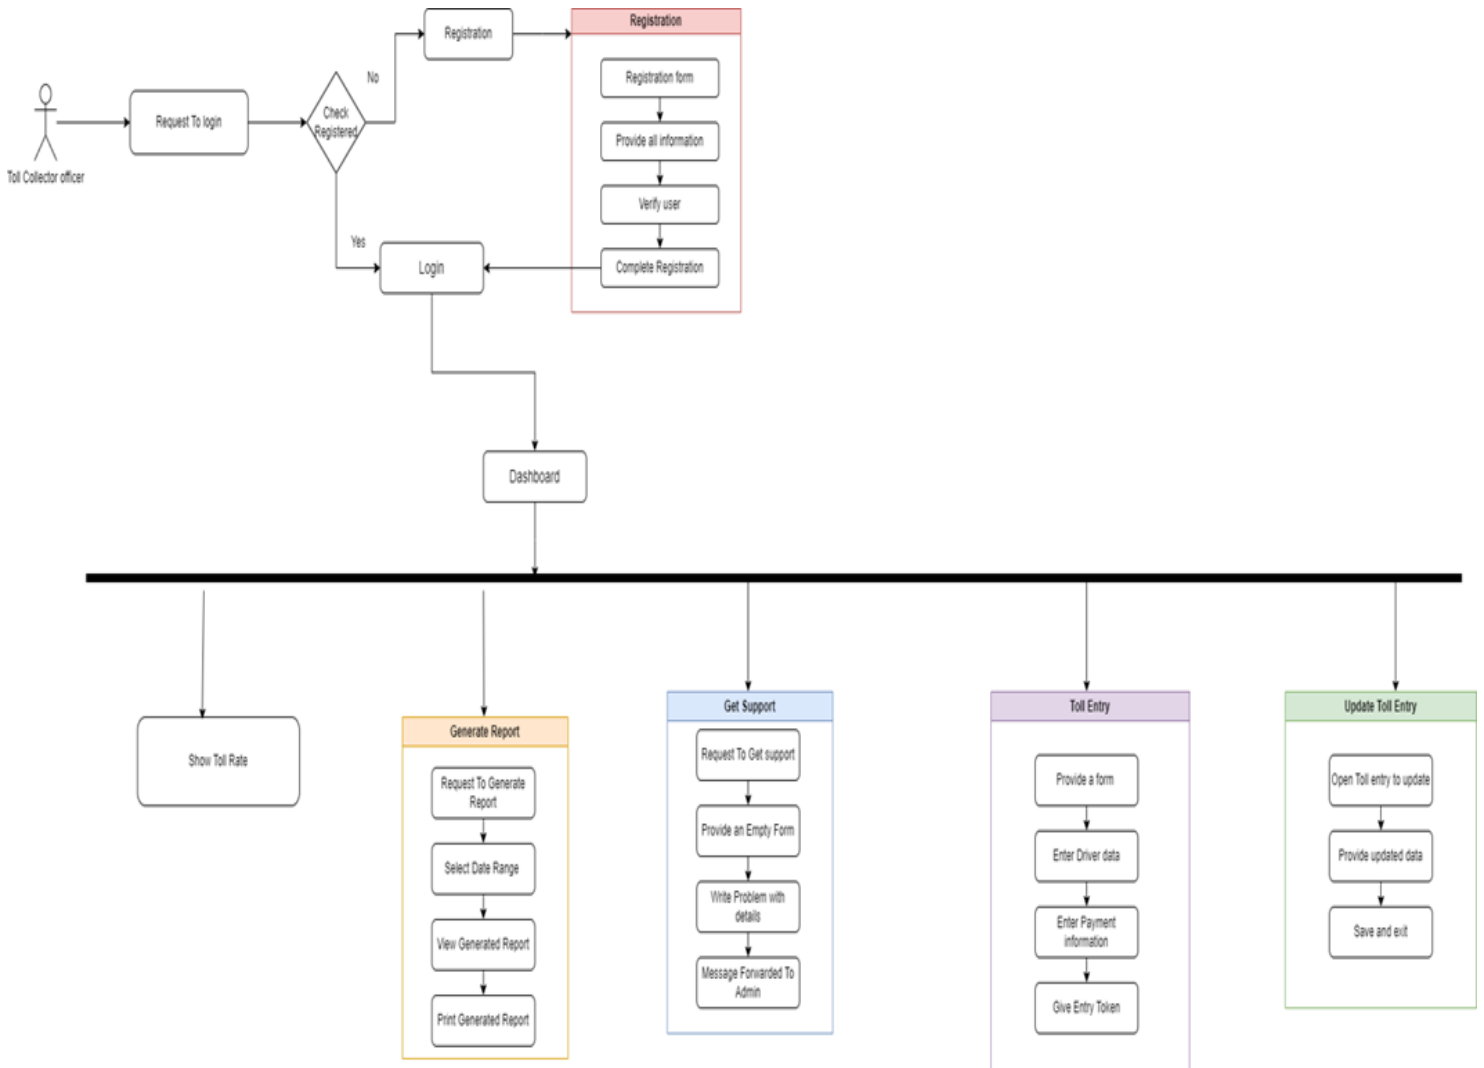 Registration
Registration
No
Registration form
Check
Registered
Request To login
Provide all information
Toll Collector officer
Verify user
Yes
Login
Complete Registration
Dashboard
Show Toll Rate
Generate Report
Request To Generate
Report
Select Date Range
View Generated Report
Print Generated Report
Get Support
Request To Get support
Provide an Empty Form
Write Problem with
details
Message Forwarded To
Admin
Toll Entry
Provide a form
Enter Driver data
Enter Payment
information
Give Entry Token
Update Toll Entry
Open Toll entry to update
Provide updated data
Save and exit